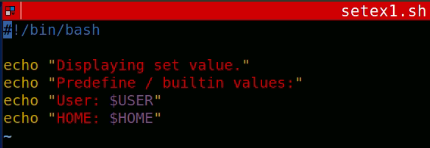 setex1.sh
#!/bin/bash
echo "Displaying set value."
echo "Predefine / builtin values:"
echo "User: $USER"
echo "HOME: $HOME"
~